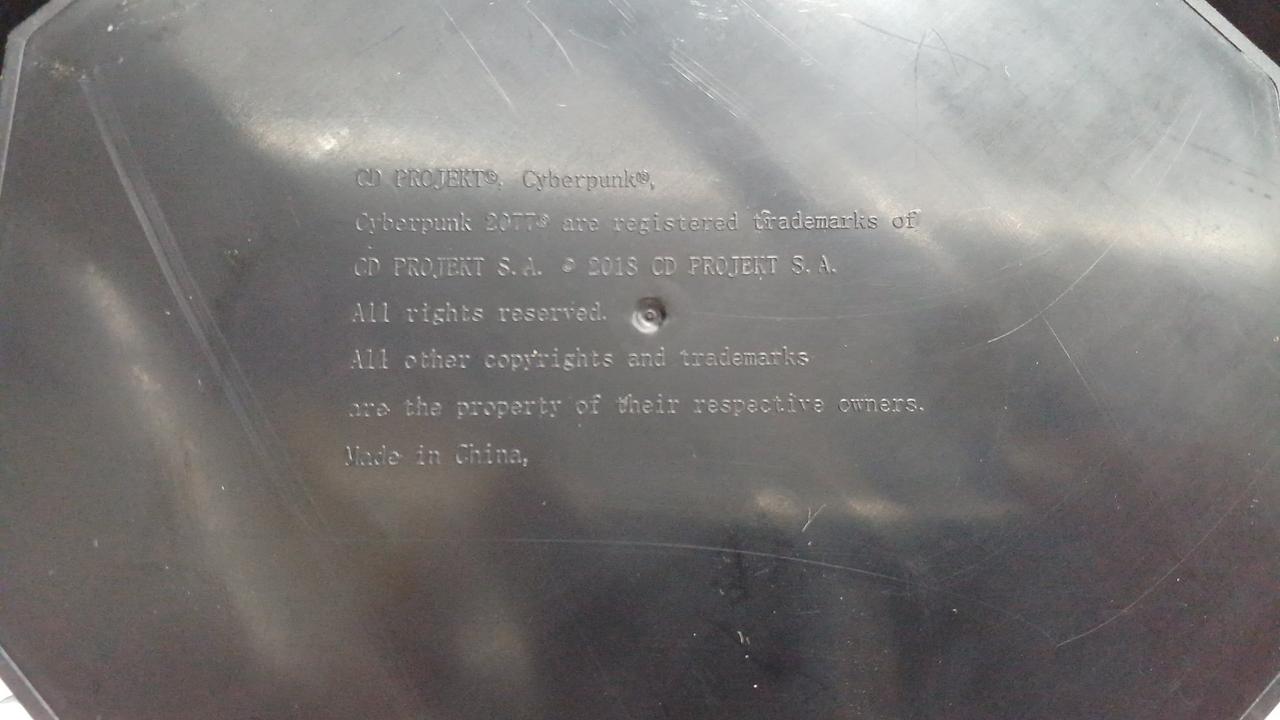 CD PROJEKT®, Cyberpunk®,
Cyberpunk 2077® are registered trademarks of
CD PROJEKT S.A. © 2018 CD PROJEKT S.A.
All rights reserved.
All other copyrights and trademarks
are the property of their respective owners.
Made in China,